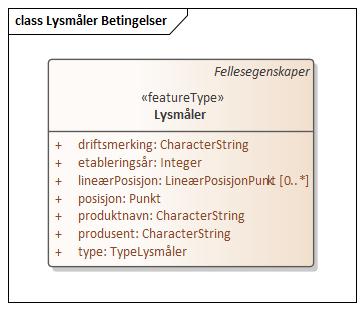 class Lysmåler Betingelser
Fellesegenskaper
«featureType»
Lysmåler
+ driftsmerking: CharacterString
+ etableringsår: Integer
+ lineærPosisjon: LineærPosisjonPunkt [0..*]
+ posisjon: Punkt
+ produktnavn: CharacterString
+ produsent: CharacterString
+ type: TypeLysmåler